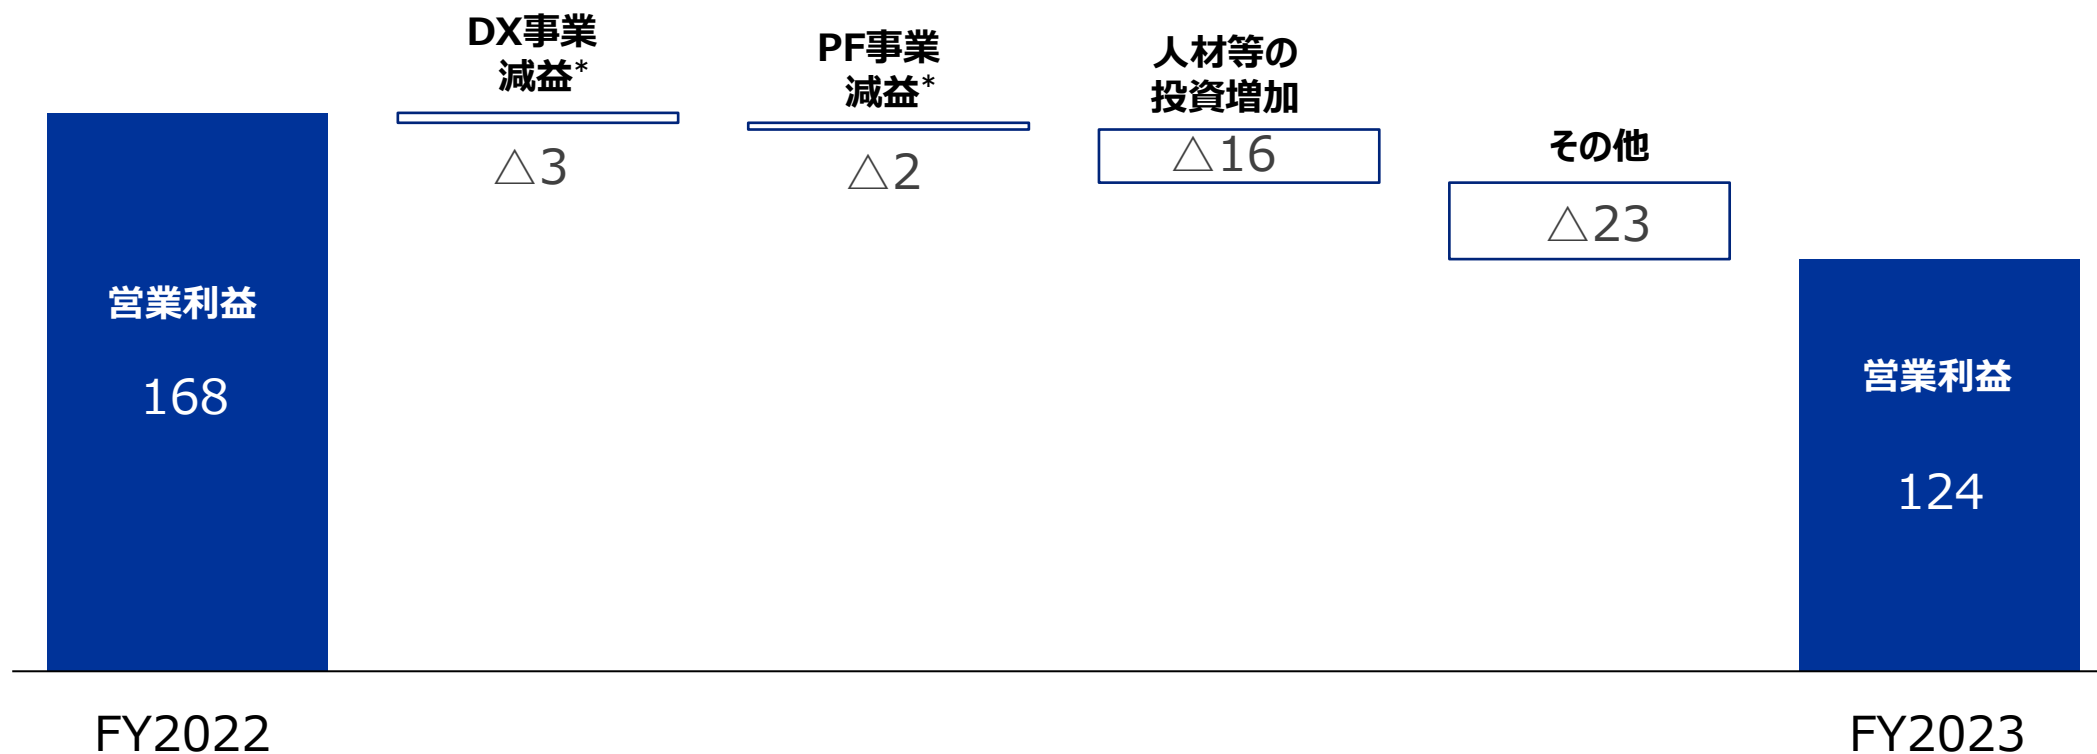 DX事業
減益*
PF事業
減益*
人材等の
投資増加
その他
△3
△2
△16
△23
営業利益
168
営業利益
124
FY2022
FY2023